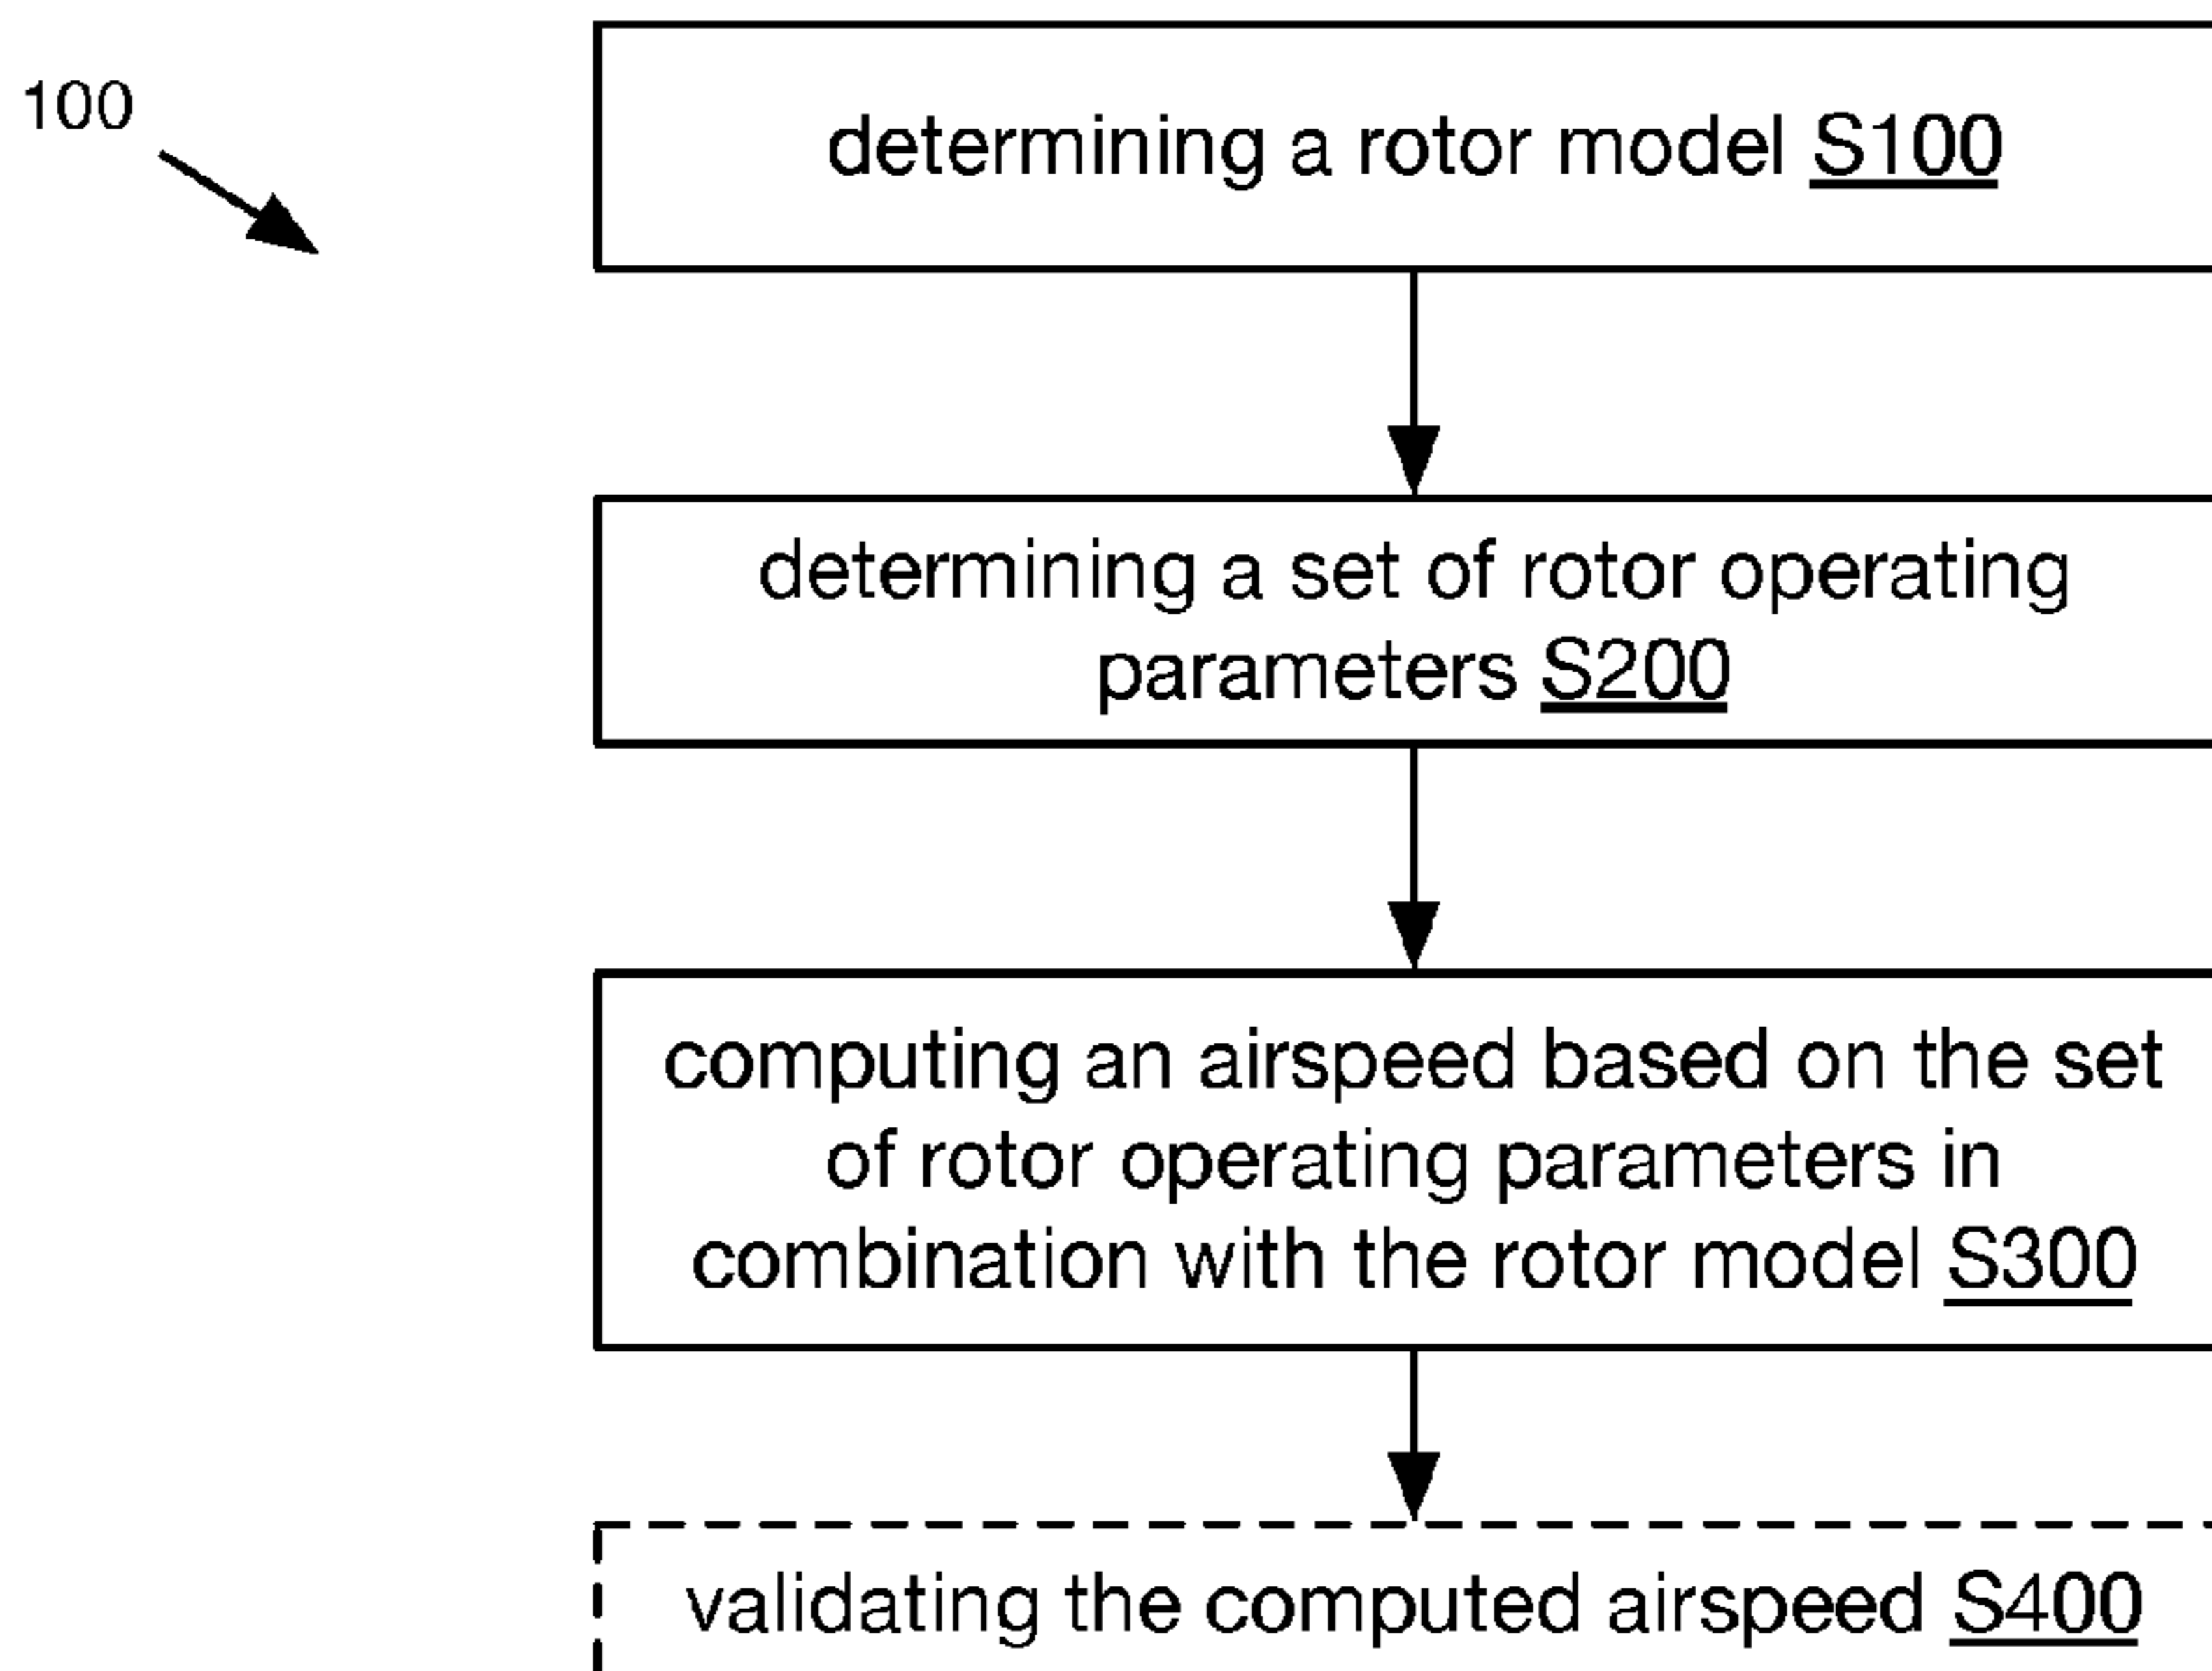 100
determining a rotor model S100
determining a set of rotor operating
parameters S200
computing an airspeed based on the set
of rotor operating parameters in
combination with the rotor model S300
validating the computed airspeed S400